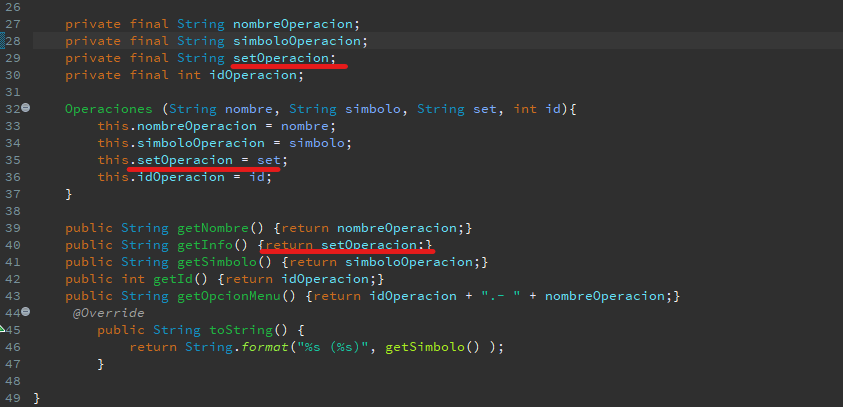 26
27 private final String nombreOperacion;
28 private final String simboloOperacion;
29 private final String setOperacion;
30 private final int idOperacion;
31
32 Operaciones (String nombre, String simbolo, String set, int id){
33 this.nombreOperacion = nombre;
34 this.simboloOperacion = simbolo;
35 this.setOperacion = set;
36 this.idOperacion = id;
37 }
38
39 public String getNombre() {return nombreOperacion;}
40 public String getInfo() {return setOperacion;}
41 public String getSimbolo() {return simboloOperacion;}
42 public int getId() {return idOperacion;}
43 public String getOpcionMenu() {return idOperacion + ".- " + nombreOperacion;}
44 @Override
45 public String toString() {
46 return String.format("%s (%s)", getSimbolo() );
47 }
48
49 }